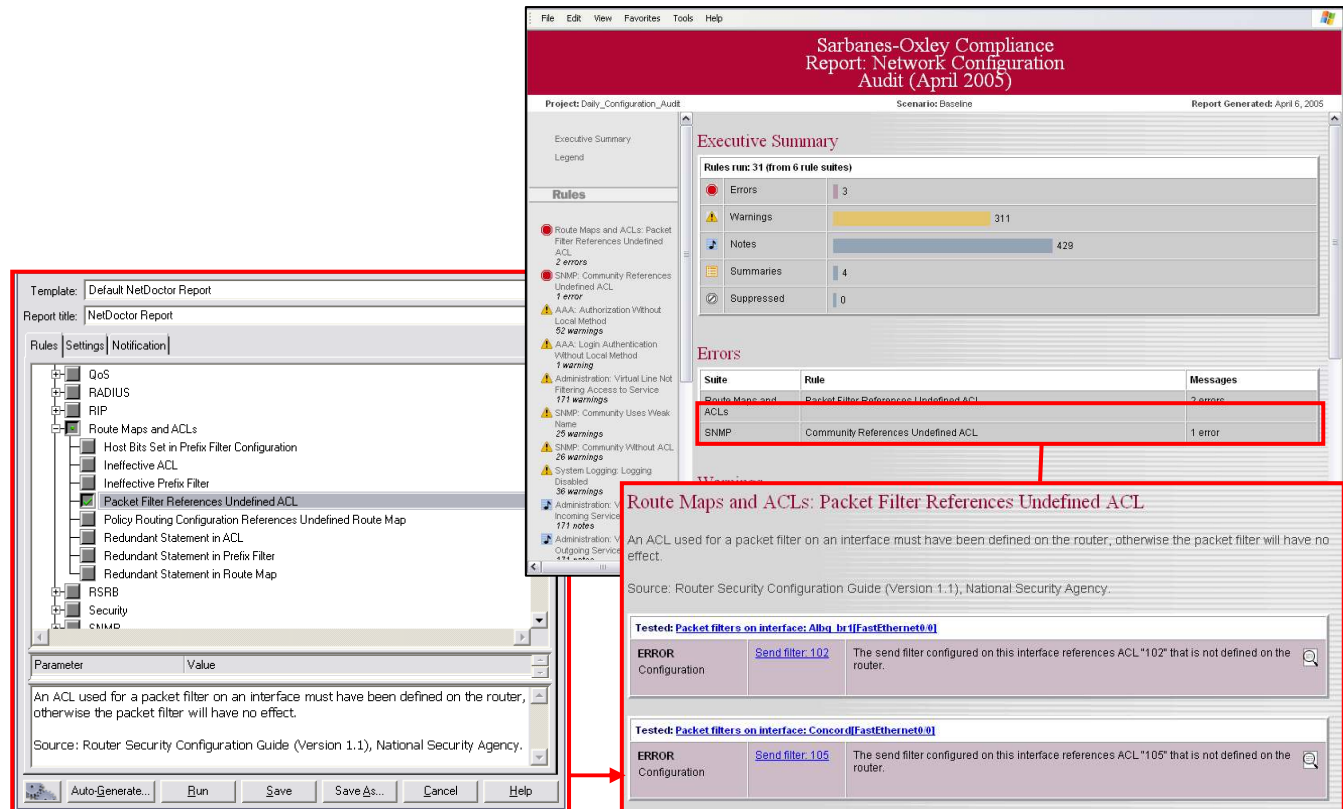 File Edit View Favorites Tools Help
Sarbanes-Oxley Compliance
Report: Network Configuration
Audit (April 2005)
Project: Daily_Configuration_Audit Scenario: Baseline Report Generated: April 6, 2005
Executive Summary
Legend
Rules
Route Maps and ACLs: Packet
Filter References Undefined
ACL
2 errors
SNMP: Community References
Undefined ACL
1 error
AAA: Authorization Without
Local Method
52 warnings
AAA: Login Authentication
Without Local Method
1 warning
Administration: Virtual Line Not
Filtering Access to Service
171 warnings
SNMP: Community Uses Weak
Name
25 warnings
SNMP: Community Without ACL
26 warnings
System Logging: Logging
Disabled
36 warnings
Administration: V
Incoming Service
171 notes
Administration: V
Outgoing Service
171 notes
Executive Summary
Rules run: 31 (from 6 rule suites)
Errors 3
Warnings 311
Notes 429
Summaries 4
Suppressed 0
Errors
Suite Rule Messages
Route Maps and Packet Filter References Undefined ACL 2 errors
ACLs
SNMP Community References Undefined ACL 1 error
Warnings
Template: Default NetDoctor Report
Report title: NetDoctor Report
Rules Settings Notification
QoS
RADIUS
RIP
Route Maps and ACLs
Host Bits Set in Prefix Filter Configuration
Ineffective ACL
Ineffective Prefix Filter
Packet Filter References Undefined ACL
Policy Routing Configuration References Undefined Route Map
Redundant Statement in ACL
Redundant Statement in Prefix Filter
Redundant Statement in Route Map
RSRB
Security
SNMP
Parameter Value
An ACL used for a packet filter on an interface must have been defined on the router,
otherwise the packet filter will have no effect.
Source: Router Security Configuration Guide (Version 1.1), National Security Agency.
Auto-Generate... Run Save Save As... Cancel Help
Route Maps and ACLs: Packet Filter References Undefined ACL
An ACL used for a packet filter on an interface must have been defined on the router, otherwise the packet filter will have no
effect.
Source: Router Security Configuration Guide (Version 1.1), National Security Agency.
Tested: Packet filters on interface: Albq_br1[FastEthernet0/0]
ERROR Send filter: 102 The send filter configured on this interface references ACL "102" that is not defined on the
Configuration router.
Tested: Packet filters on interface: Concord[FastEthernet0/0]
ERROR Send filter: 105 The send filter configured on this interface references ACL "105" that is not defined on the
Configuration router.